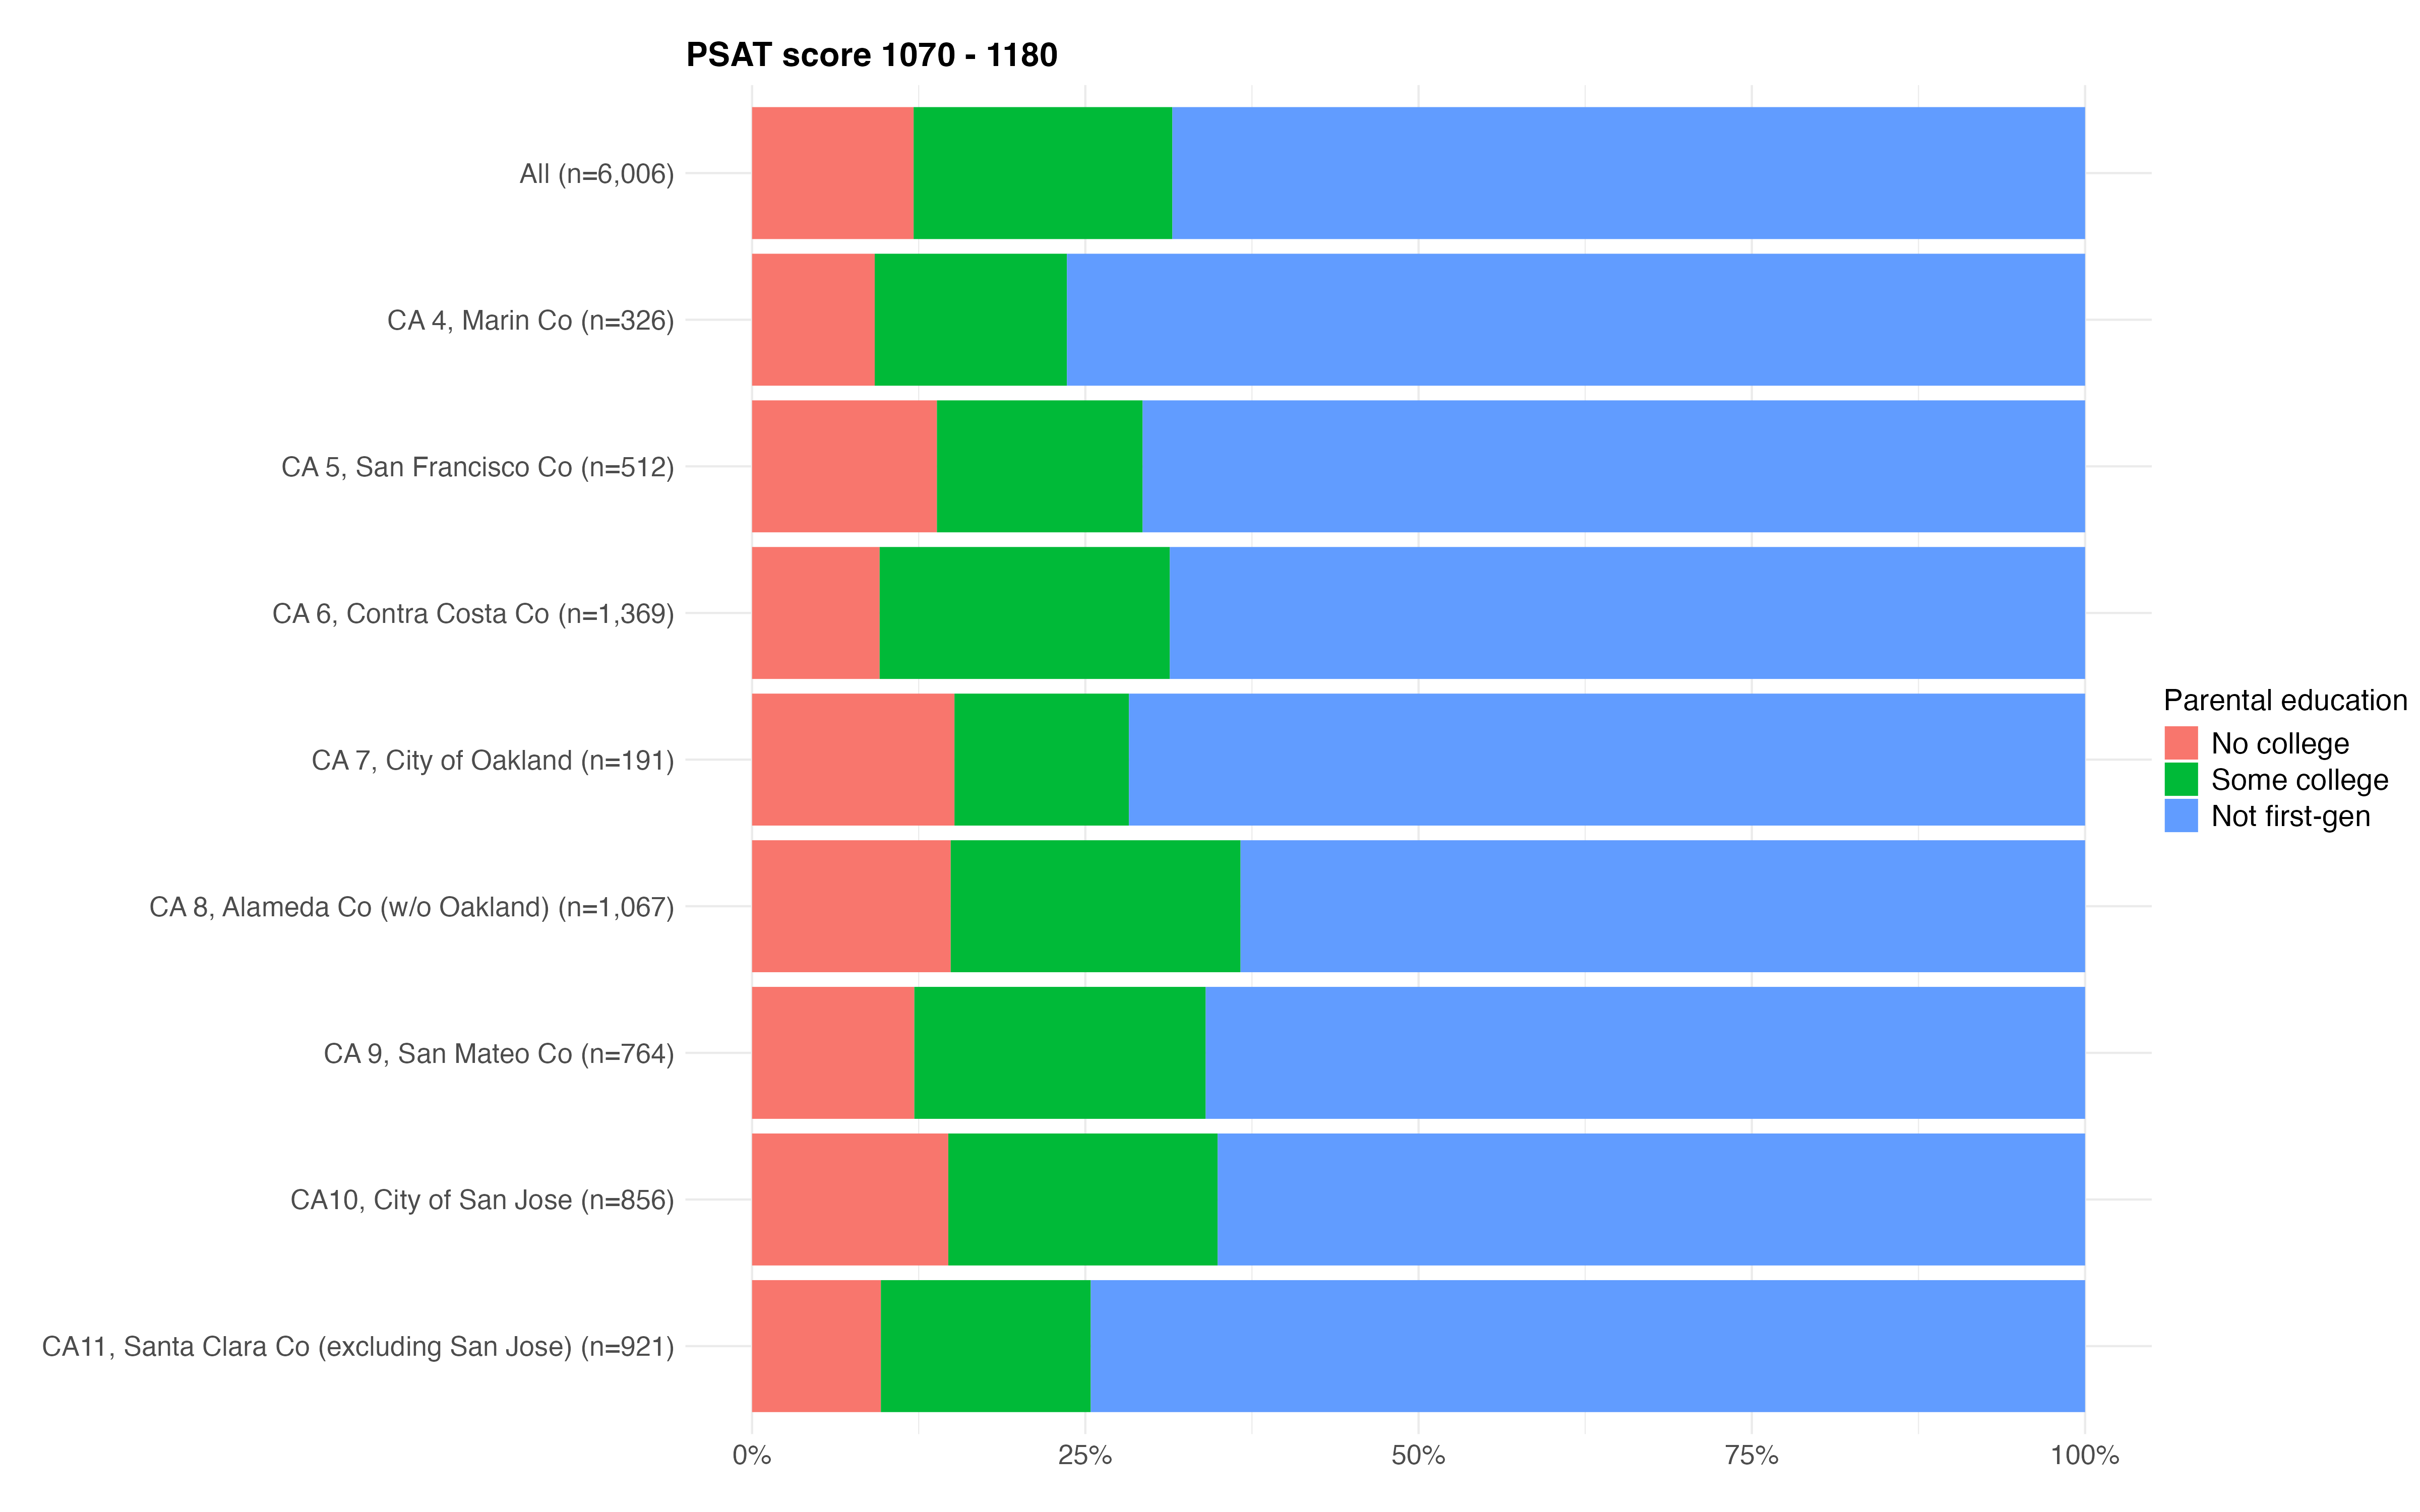 PSAT score 1070 - 1180
All (n=6,006)
CA 4, Marin Co (n=326)
CA 5, San Francisco Co (n=512)
CA 6, Contra Costa Co (n=1,369)
CA 7, City of Oakland (n=191)
CA 8, Alameda Co (w/o Oakland) (n=1,067)
CA 9, San Mateo Co (n=764)
CA10, City of San Jose (n=856)
CA11, Santa Clara Co (excluding San Jose) (n=921)
0% 25% 50% 75% 100%
Parental education
No college
Some college
Not first-gen